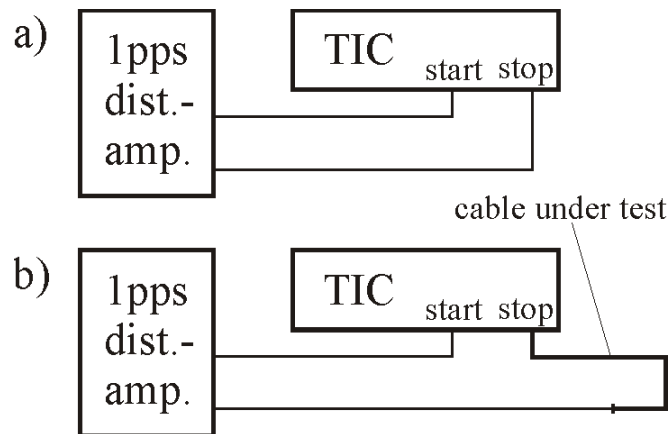 a)
1pps
dist.-
amp.
TIC
start stop
cable under test
b)
1pps
dist.-
amp.
TIC
start stop